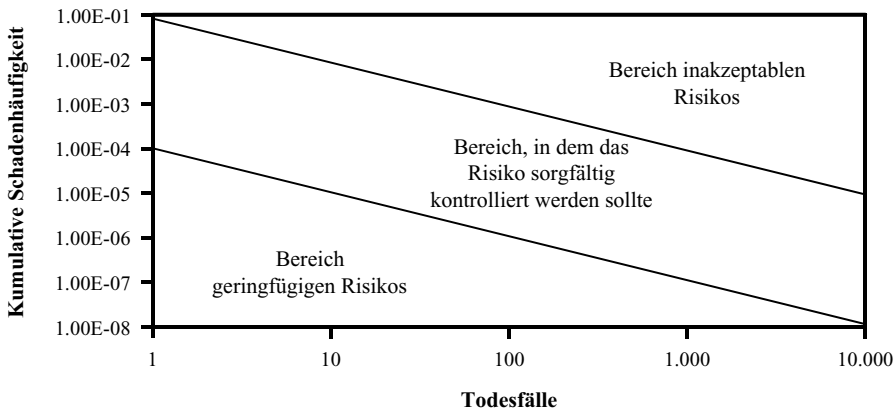 Kumulative Schadenhäufigkeit
1.00E-01
1.00E-02
1.00E-03
1.00E-04
1.00E-05
1.00E-06
1.00E-07
1.00E-08
Bereich inakzeptablen
Risikos
Bereich, in dem das
Risiko sorgfältig
kontrolliert werden sollte
Bereich
geringfügigen Risikos
1
10
100
1.000
10.000
Todesfälle